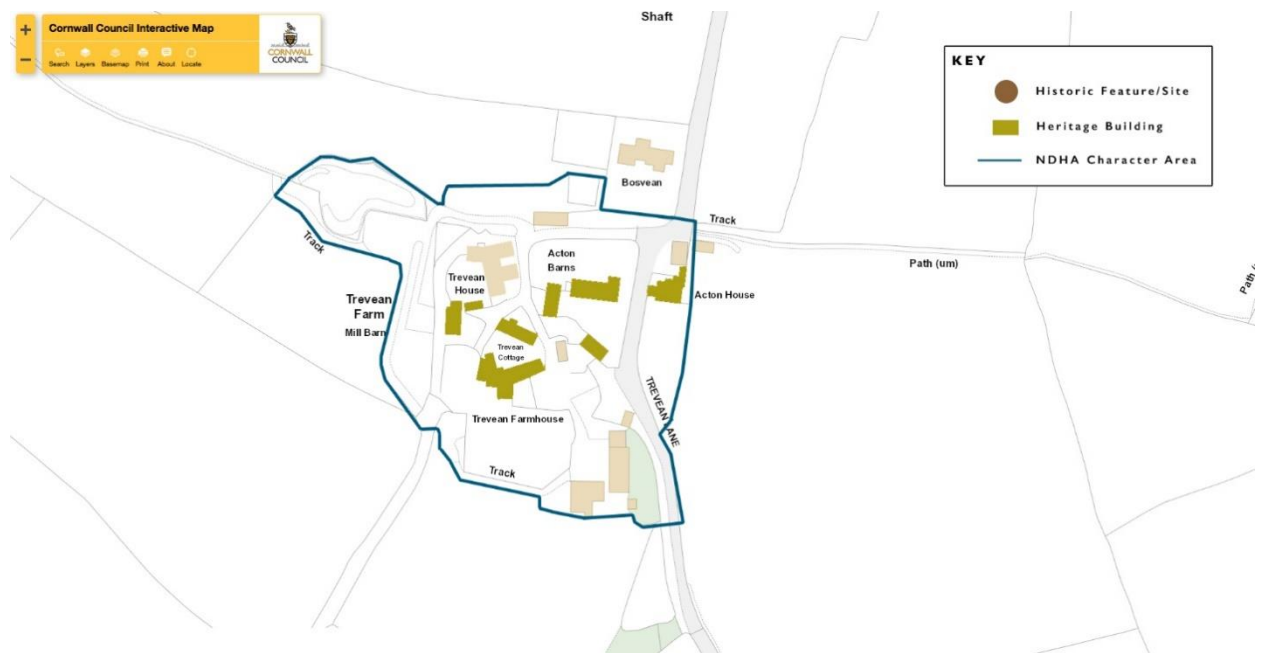 Cornwall Council Interactive Map
Search Layers Basemap Print About Locate
CORNWALL
COUNCIL
Shaft
KEY
Historic Feature/Site
Heritage Building
NDHA Character Area
Bosvean
Track
Path (um)
Path (
Track
Acton
Barns
Trevean
House
Acton House
Trevean
Farm
Mill Barn
Trevean
Cottage
TREVEAN LANE
Trevean Farmhouse
Track